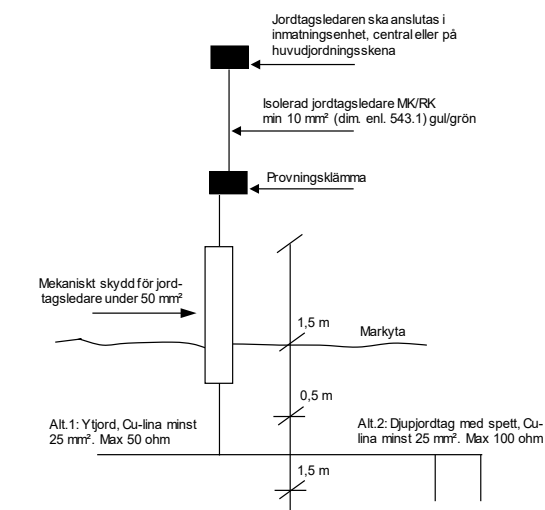 Jordtagsledaren ska anslutas i
inmatningsenhet, central eller på
huvudjordningsskena
Isolerad jordtagsledare MK/RK
min 10 mm² (dim. enl. 543.1) gul/grön
Provningsklämma
Mekaniskt skydd för jord-
tagsledare under 50 mm²
1,5 m
Markyta
0,5 m
Alt.1: Ytjord, Cu-lina minst
25 mm². Max 50 ohm
Alt.2: Djupjordtag med spett, Cu-
lina minst 25 mm². Max 100 ohm
1,5 m